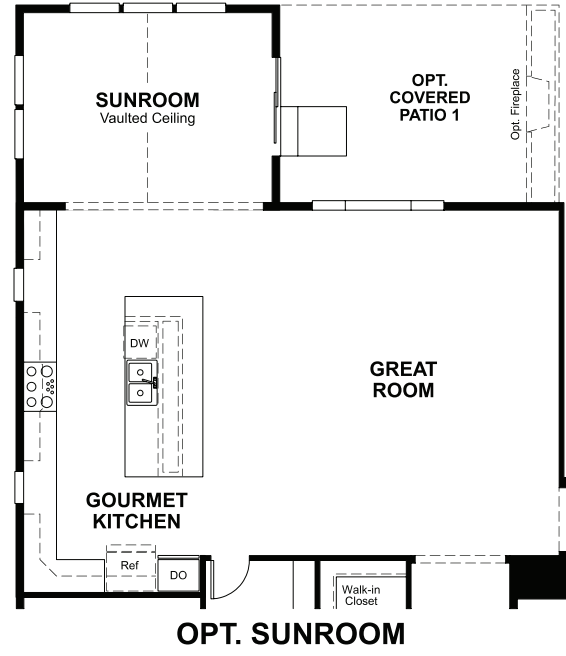 SUNROOM
Vaulted Ceiling
OPT.
COVERED
PATIO 1
Opt. Fireplace
DW
GREAT
ROOM
GOURMET
KITCHEN
Ref
DO
Walk-in
Closet
OPT. SUNROOM